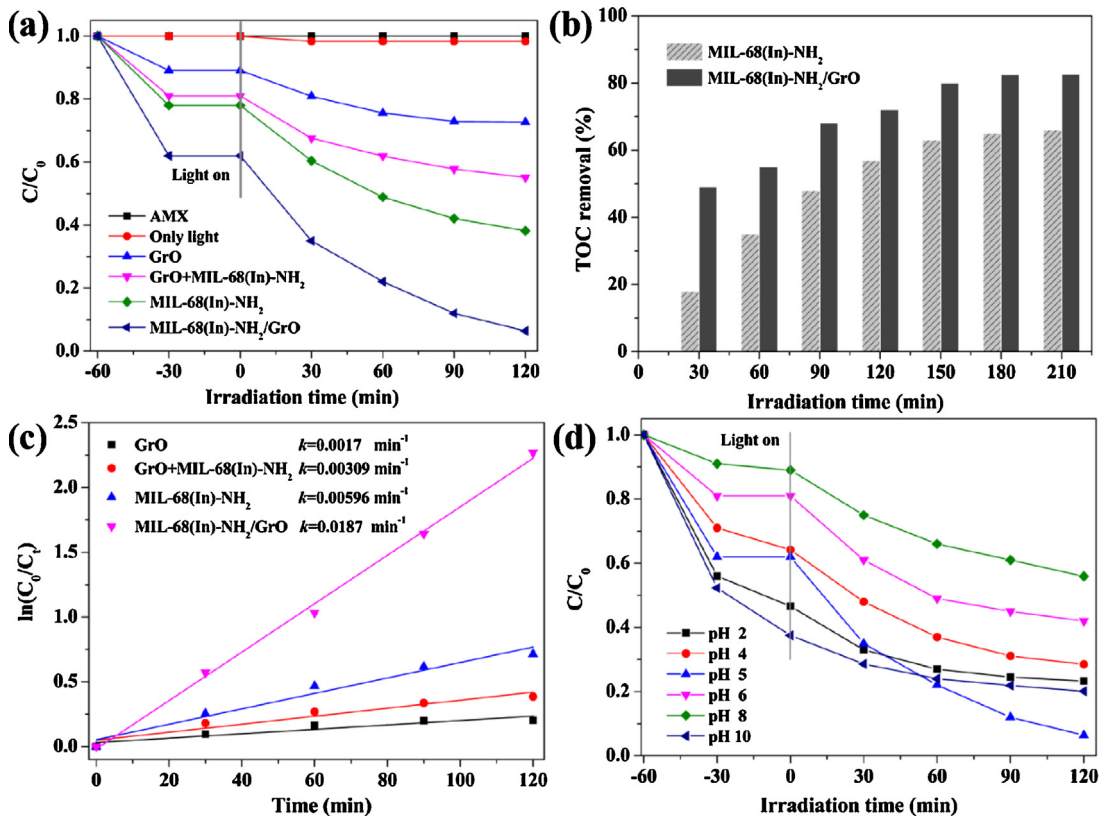 (a)
1.0
0.8
0.6
0.4
0.2
0.0
C/C0
Light on
AMX
Only light
GrO
GrO+MIL-68(In)-NH2
MIL-68(In)-NH2
MIL-68(In)-NH2/GrO
-60 -30 0 30 60 90 120
Irradiation time (min)
(b)
100
80
60
40
20
0
TOC removal (%)
MIL-68(In)-NH2
MIL-68(In)-NH2/GrO
0 30 60 90 120 150 180 210
Irradiation time (min)
(c)
2.5
2.0
1.5
1.0
0.5
0.0
ln(C0/Ct)
GrO k=0.0017 min-1
GrO+MIL-68(In)-NH2 k=0.00309 min-1
MIL-68(In)-NH2 k=0.00596 min-1
MIL-68(In)-NH2/GrO k=0.0187 min-1
0 20 40 60 80 100 120
Time (min)
(d)
1.0
0.8
0.6
0.4
0.2
0.0
C/C0
Light on
pH 2
pH 4
pH 5
pH 6
pH 8
pH 10
-60 -30 0 30 60 90 120
Irradiation time (min)